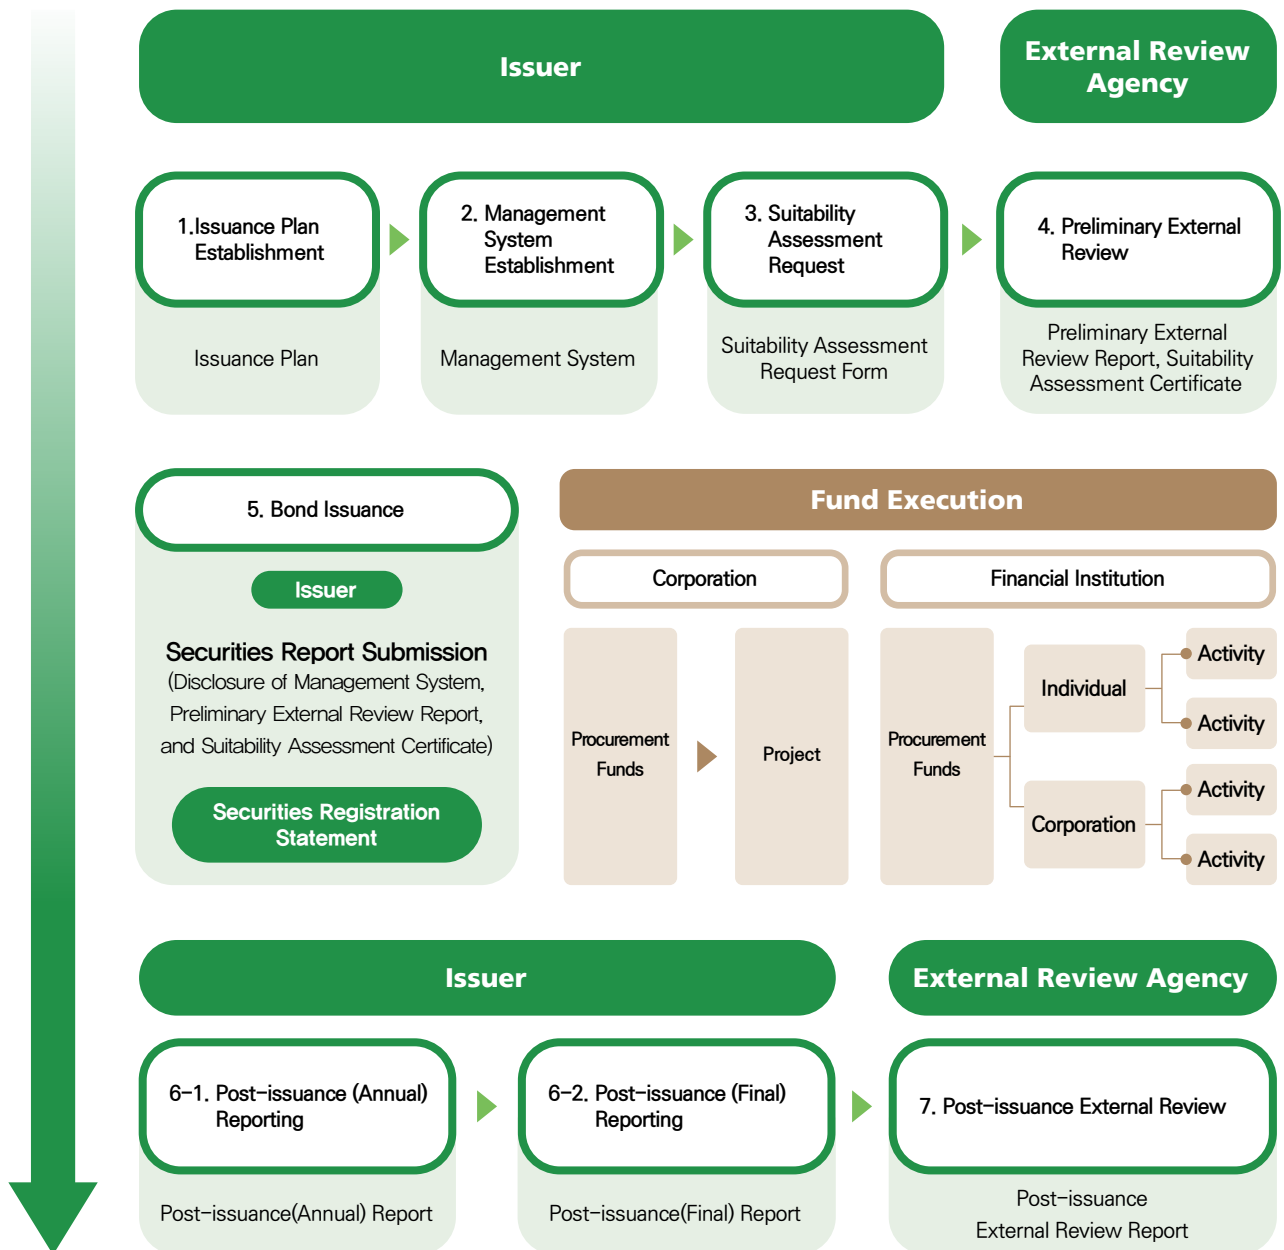 Issuer
External Review
Agency
1.Issuance Plan
Establishment
Issuance Plan
2. Management
System
Establishment
Management System
3. Suitability
Assessment
Request
Suitability Assessment
Request Form
4. Preliminary External
Review
Preliminary External
Review Report, Suitability
Assessment Certificate
5. Bond Issuance
Issuer
Securities Report Submission
(Disclosure of Management System,
Preliminary External Review Report,
and Suitability Assessment Certificate)
Securities Registration
Statement
Fund Execution
Corporation
Procurement
Funds
Project
Financial Institution
Procurement
Funds
Individual
Activity
Activity
Corporation
Activity
Activity
Issuer
External Review Agency
6-1. Post-issuance (Annual)
Reporting
Post-issuance(Annual) Report
6-2. Post-issuance (Final)
Reporting
Post-issuance(Final) Report
7. Post-issuance External Review
Post-issuance
External Review Report